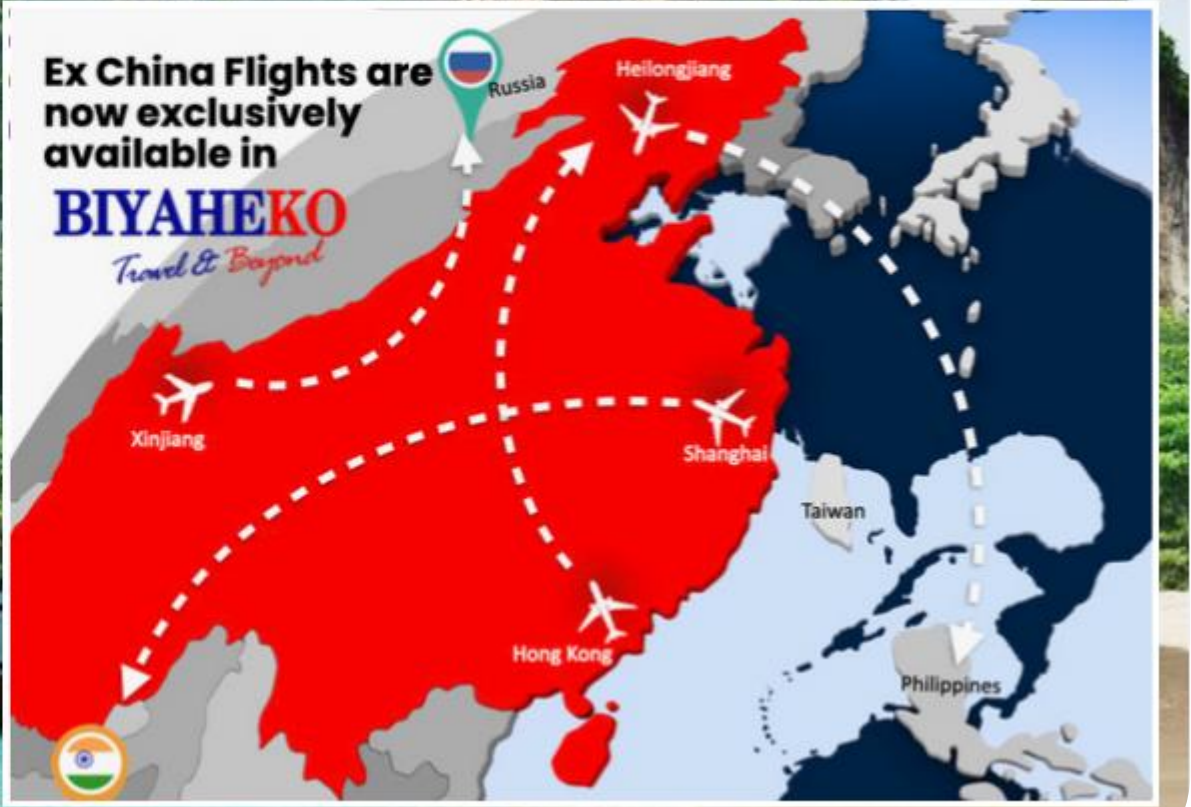 Ex China Flights are
now exclusively
available in
BIYAHEKO
Travel & Beyond
Russia
Heilongjiang
Xinjiang
Shanghai
Taiwan
Hong Kong
Philippines